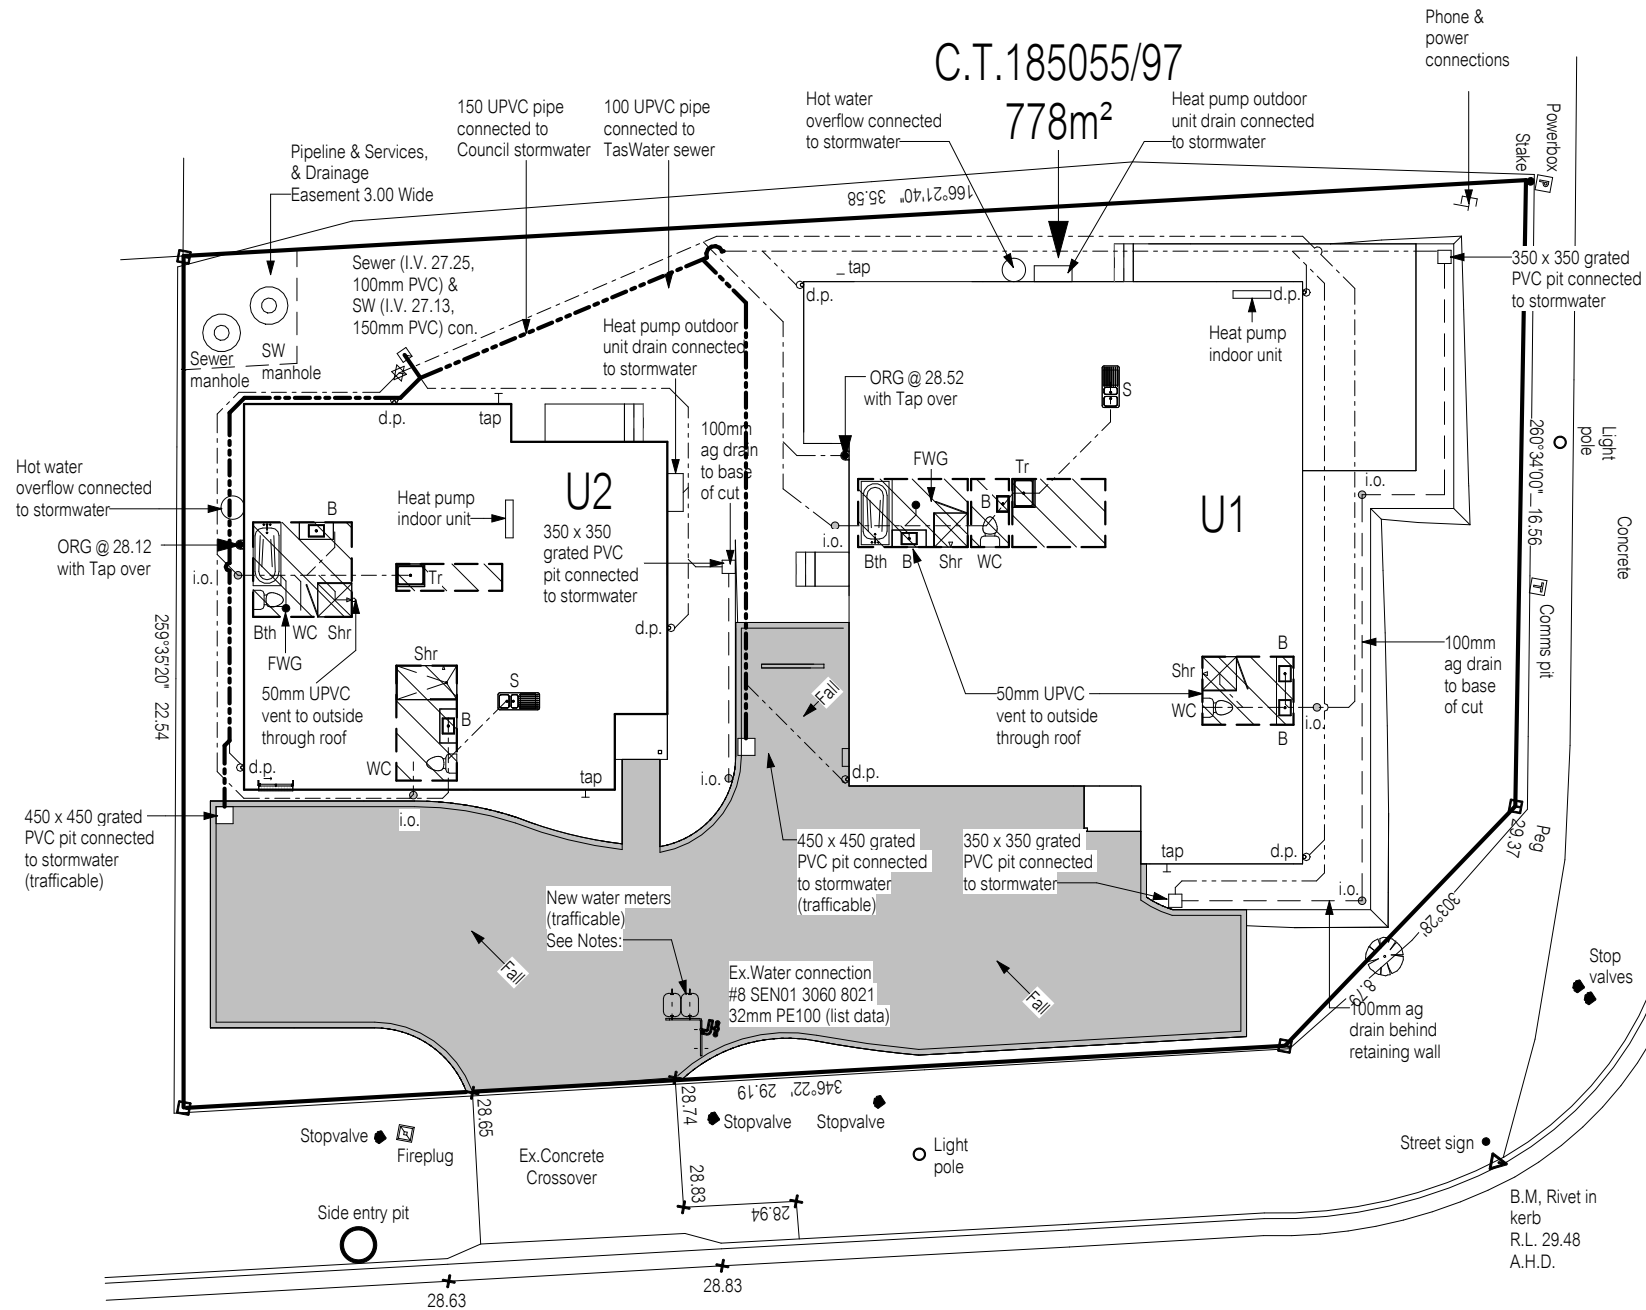 Phone &
power
connections
C.T.185055/97
778m²
150 UPVC pipe
connected to
Council stormwater
100 UPVC pipe
connected to
TasWater sewer
Hot water
overflow connected
to stormwater
Heat pump outdoor
unit drain connected
to stormwater
Powerbox
Stake
P
Pipeline & Services,
& Drainage
Easement 3.00 Wide
166°21'40" 35.58
Sewer (I.V. 27.25,
100mm PVC) &
SW (I.V. 27.13,
150mm PVC) con.
tap
d.p.
d.p.
350 x 350 grated
PVC pit connected
to stormwater
Heat pump outdoor
unit drain connected
to stormwater
Heat pump
indoor unit
Sewer
manhole
SW
manhole
ORG @ 28.52
with Tap over
S
d.p.
tap
100mm
ag drain
to base
of cut
260°34'00" 16.56
Light
pole
Hot water
overflow connected
to stormwater
U2
FWG
Tr
U1
i.o.
Heat pump
indoor unit
B
B
350 x 350
grated PVC
pit connected
to stormwater
Concrete
ORG @ 28.12
with Tap over
i.o.
Tr
i.o.
Bth
B
Shr
WC
T
Comms pit
259°35'20" 22.54
Bth
WC
Shr
d.p.
FWG
Shr
S
B
Fall
50mm UPVC
vent to outside
through roof
B
50mm UPVC
vent to outside
through roof
Shr
WC
B
B
i.o.
100mm
ag drain
to base
of cut
d.p.
WC
tap
i.o.
d.p.
i.o.
450 x 450 grated
PVC pit connected
to stormwater
(trafficable)
450 x 450 grated
PVC pit connected
to stormwater
(trafficable)
350 x 350 grated
PVC pit connected
to stormwater
tap
d.p.
i.o.
29.37
Peg
303°28'
8.79
New water meters
(trafficable)
See Notes:
Fall
Ex.Water connection
#8 SEN01 3060 8021
32mm PE100 (list data)
Fall
100mm ag
drain behind
retaining wall
Stop
valves
346°22' 29.19
28.65
28.74
Stopvalve
Fireplug
Stopvalve
Stopvalve
Ex.Concrete
Crossover
28.83
28.94
Light
pole
Street sign
Side entry pit
B.M, Rivet in
kerb
R.L. 29.48
A.H.D.
28.63
28.83